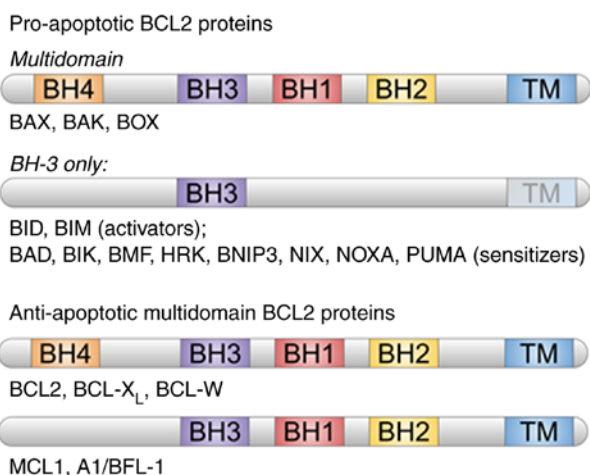 Pro-apoptotic BCL2 proteins
Multidomain
BH4 BH3 BH1 BH2 TM
BAX, BAK, BOX
BH-3 only:
BH3 TM
BID, BIM (activators);
BAD, BIK, BMF, HRK, BNIP3, NIX, NOXA, PUMA (sensitizers)
Anti-apoptotic multidomain BCL2 proteins
BH4 BH3 BH1 BH2 TM
BCL2, BCL-XL, BCL-W
BH3 BH1 BH2 TM
MCL1, A1/BFL-1